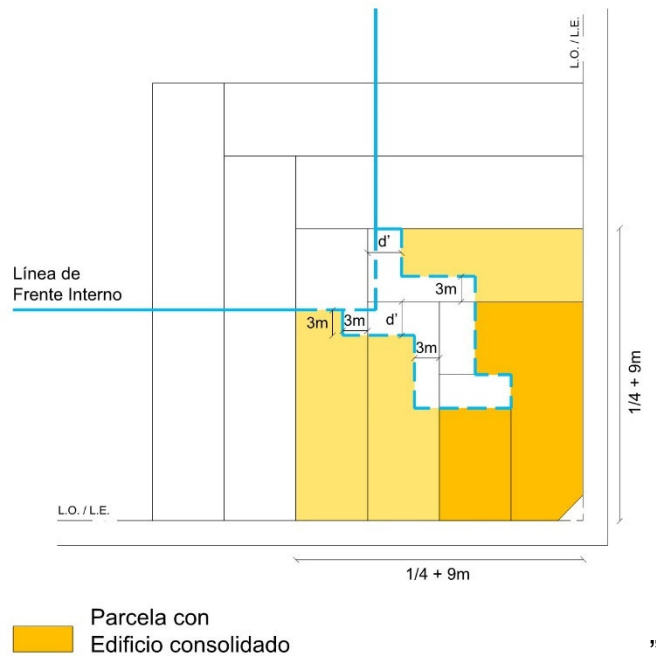 L.O. / L.E.
d'
Línea de
Frente Interno
3m
3m
3m
d'
3m
1/4 + 9m
L.O. / L.E.
1/4 + 9m
Parcela con
Edificio consolidado
”